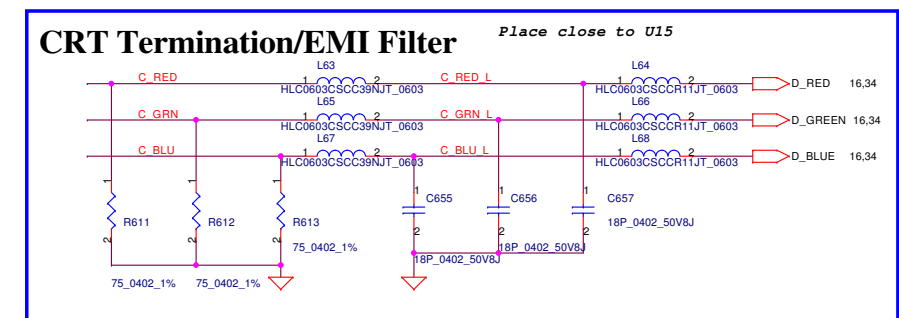 CRT Termination/EMI Filter
Place close to U15
L63
L64
C_RED
1
2
C_RED_L
1
2
D_RED
16,34
HLC0603CSCC39NJT_0603
HLC0603CSCCR11JT_0603
L65
L66
C_GRN
1
2
C_GRN_L
1
2
D_GREEN
16,34
HLC0603CSCC39NJT_0603
HLC0603CSCCR11JT_0603
L67
L68
C_BLU
1
2
C_BLU_L
1
2
D_BLUE
16,34
HLC0603CSCC39NJT_0603
HLC0603CSCCR11JT_0603
1
1
1
1
1
1
R611
R612
R613
C655
C656
C657
2
2
2
2
2
2
18P_0402_50V8J
75_0402_1%
18P_0402_50V8J
18P_0402_50V8J
75_0402_1%
75_0402_1%